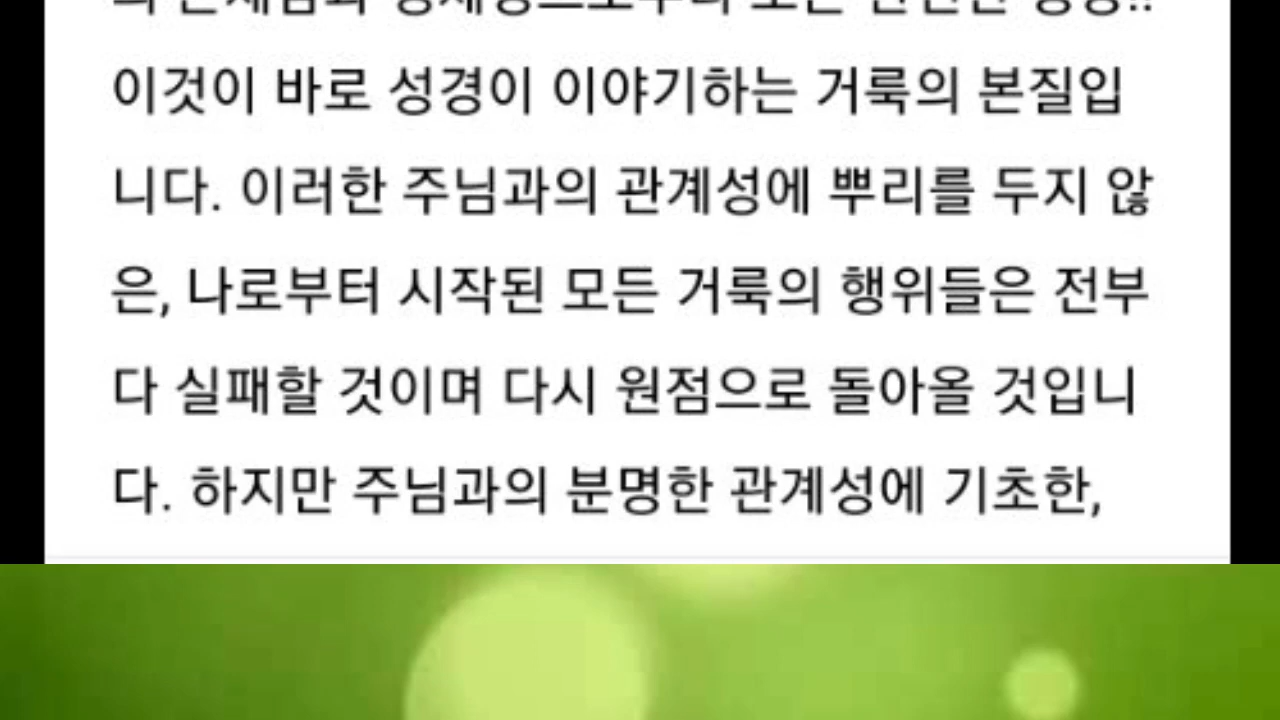 이것이 바로 성경이 이야기하는 거룩의 본질입
니다. 이러한 주님과의 관계성에 뿌리를 두지 않
은, 나로부터 시작된 모든 거룩의 행위들은 전부
다 실패할 것이며 다시 원점으로 돌아올 것입니
다. 하지만 주님과의 분명한 관계성에 기초한,